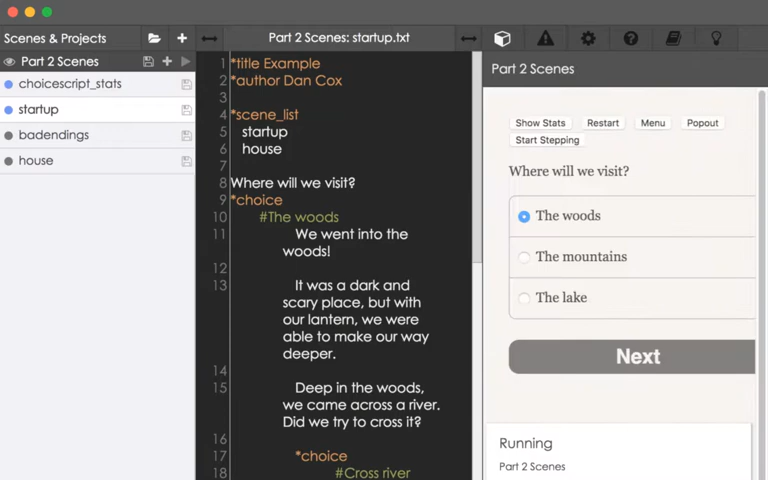 Scenes & Projects
Part 2 Scenes
choicescript_stats
startup
badendings
house
Part 2 Scenes: startup.txt
1 *title Example
2 *author Dan Cox
3
4 *scene_list
5 startup
6 house
7
8 Where will we visit?
9 *choice
10 #The woods
11 We went into the
woods!
12
13 It was a dark and
scary place, but with
our lantern, we were
able to make our way
deeper.
14
15 Deep in the woods,
we came across a river.
Did we try to cross it?
16
17 *choice
18 #Cross river
Part 2 Scenes
Show Stats Restart Menu Popout
Start Stepping
Where will we visit?
The woods
The mountains
The lake
Next
Running
Part 2 Scenes